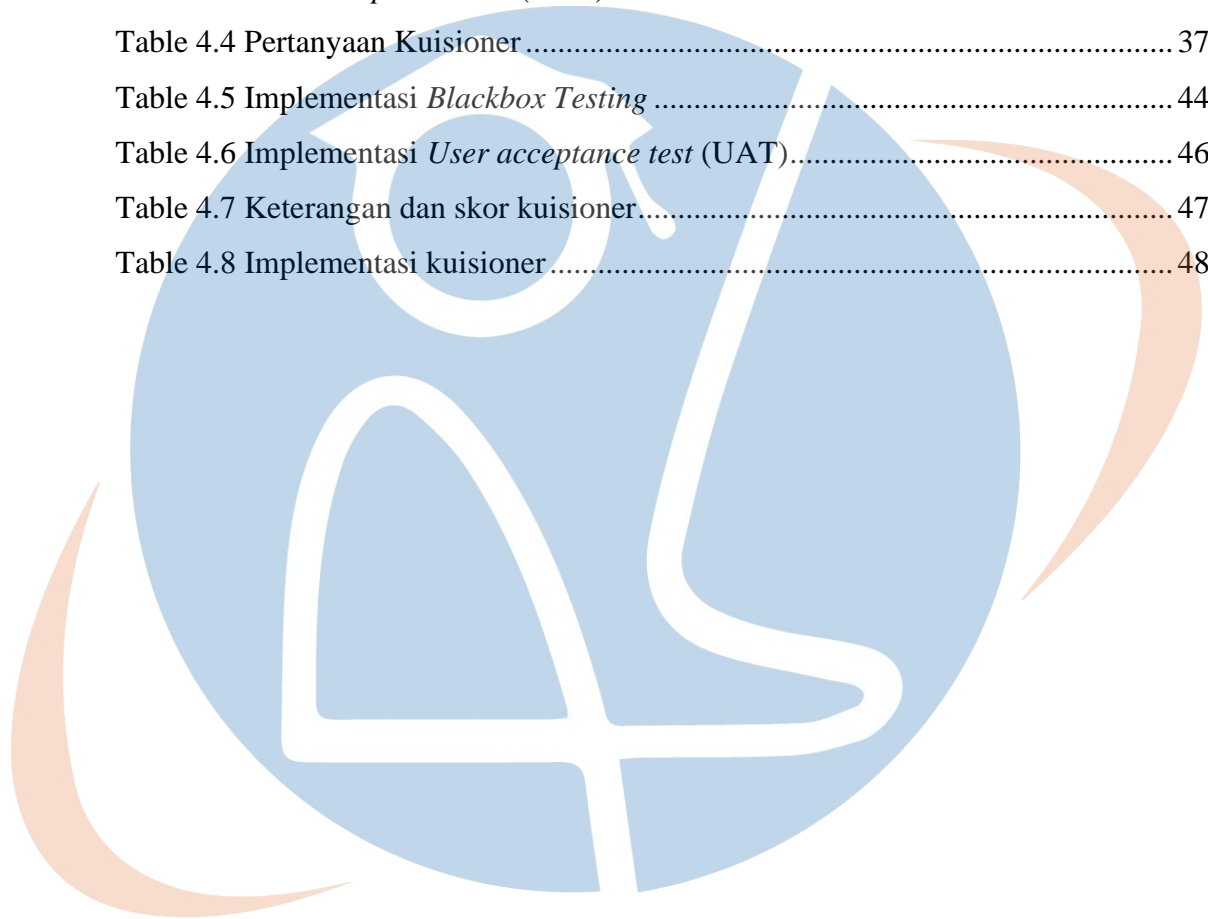 Table 4.4 Pertanyaan Kuisioner.......................................................................................... 37
Table 4.5 Implementasi Blackbox Testing......................................................................... 44
Table 4.6 Implementasi User acceptance test (UAT)..................................................... 46
Table 4.7 Keterangan dan skor kuisioner.......................................................................... 47
Table 4.8 Implementasi kuisioner....................................................................................... 48